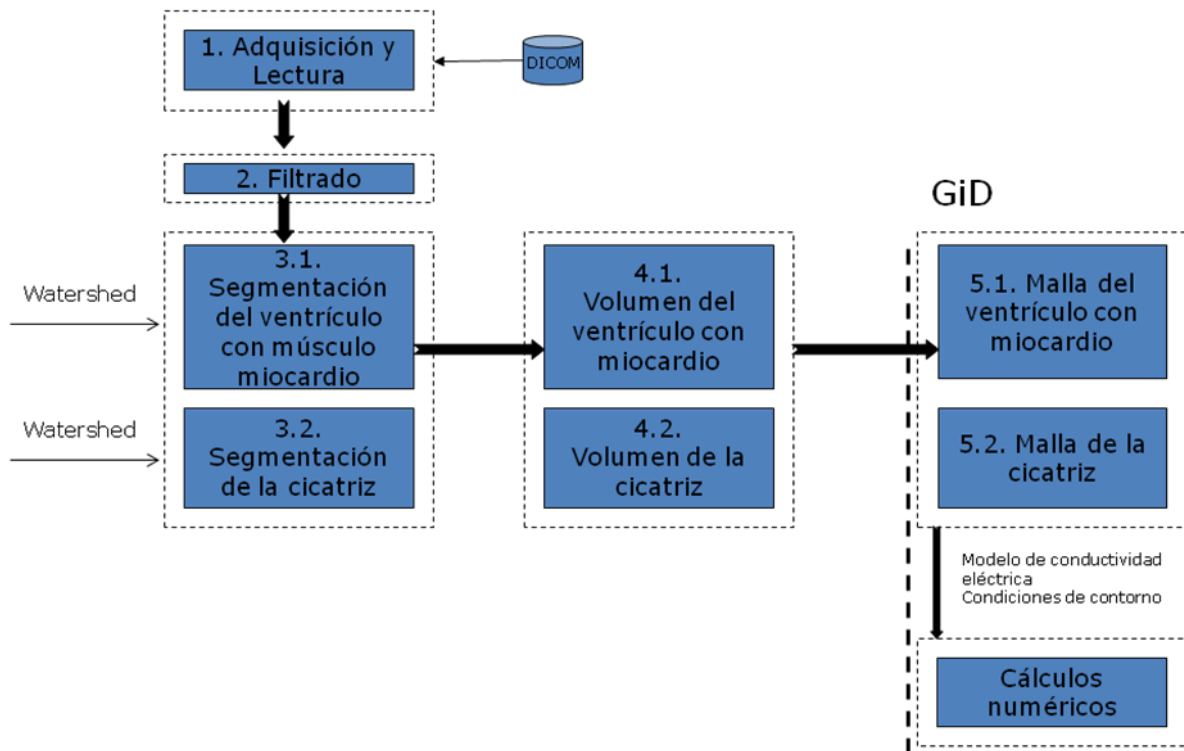 1. Adquisición y
Lectura
DICOM
2. Filtrado
GiD
Watershed
3.1.
Segmentación
del ventrículo
con músculo
miocardio
4.1.
Volumen del
ventrículo con
miocardio
5.1. Malla del
ventrículo con
miocardio
Watershed
3.2.
Segmentación
de la cicatriz
4.2.
Volumen de la
cicatriz
5.2. Malla de la
cicatriz
Modelo de conductividad
eléctrica
Condiciones de contorno
Cálculos
numéricos